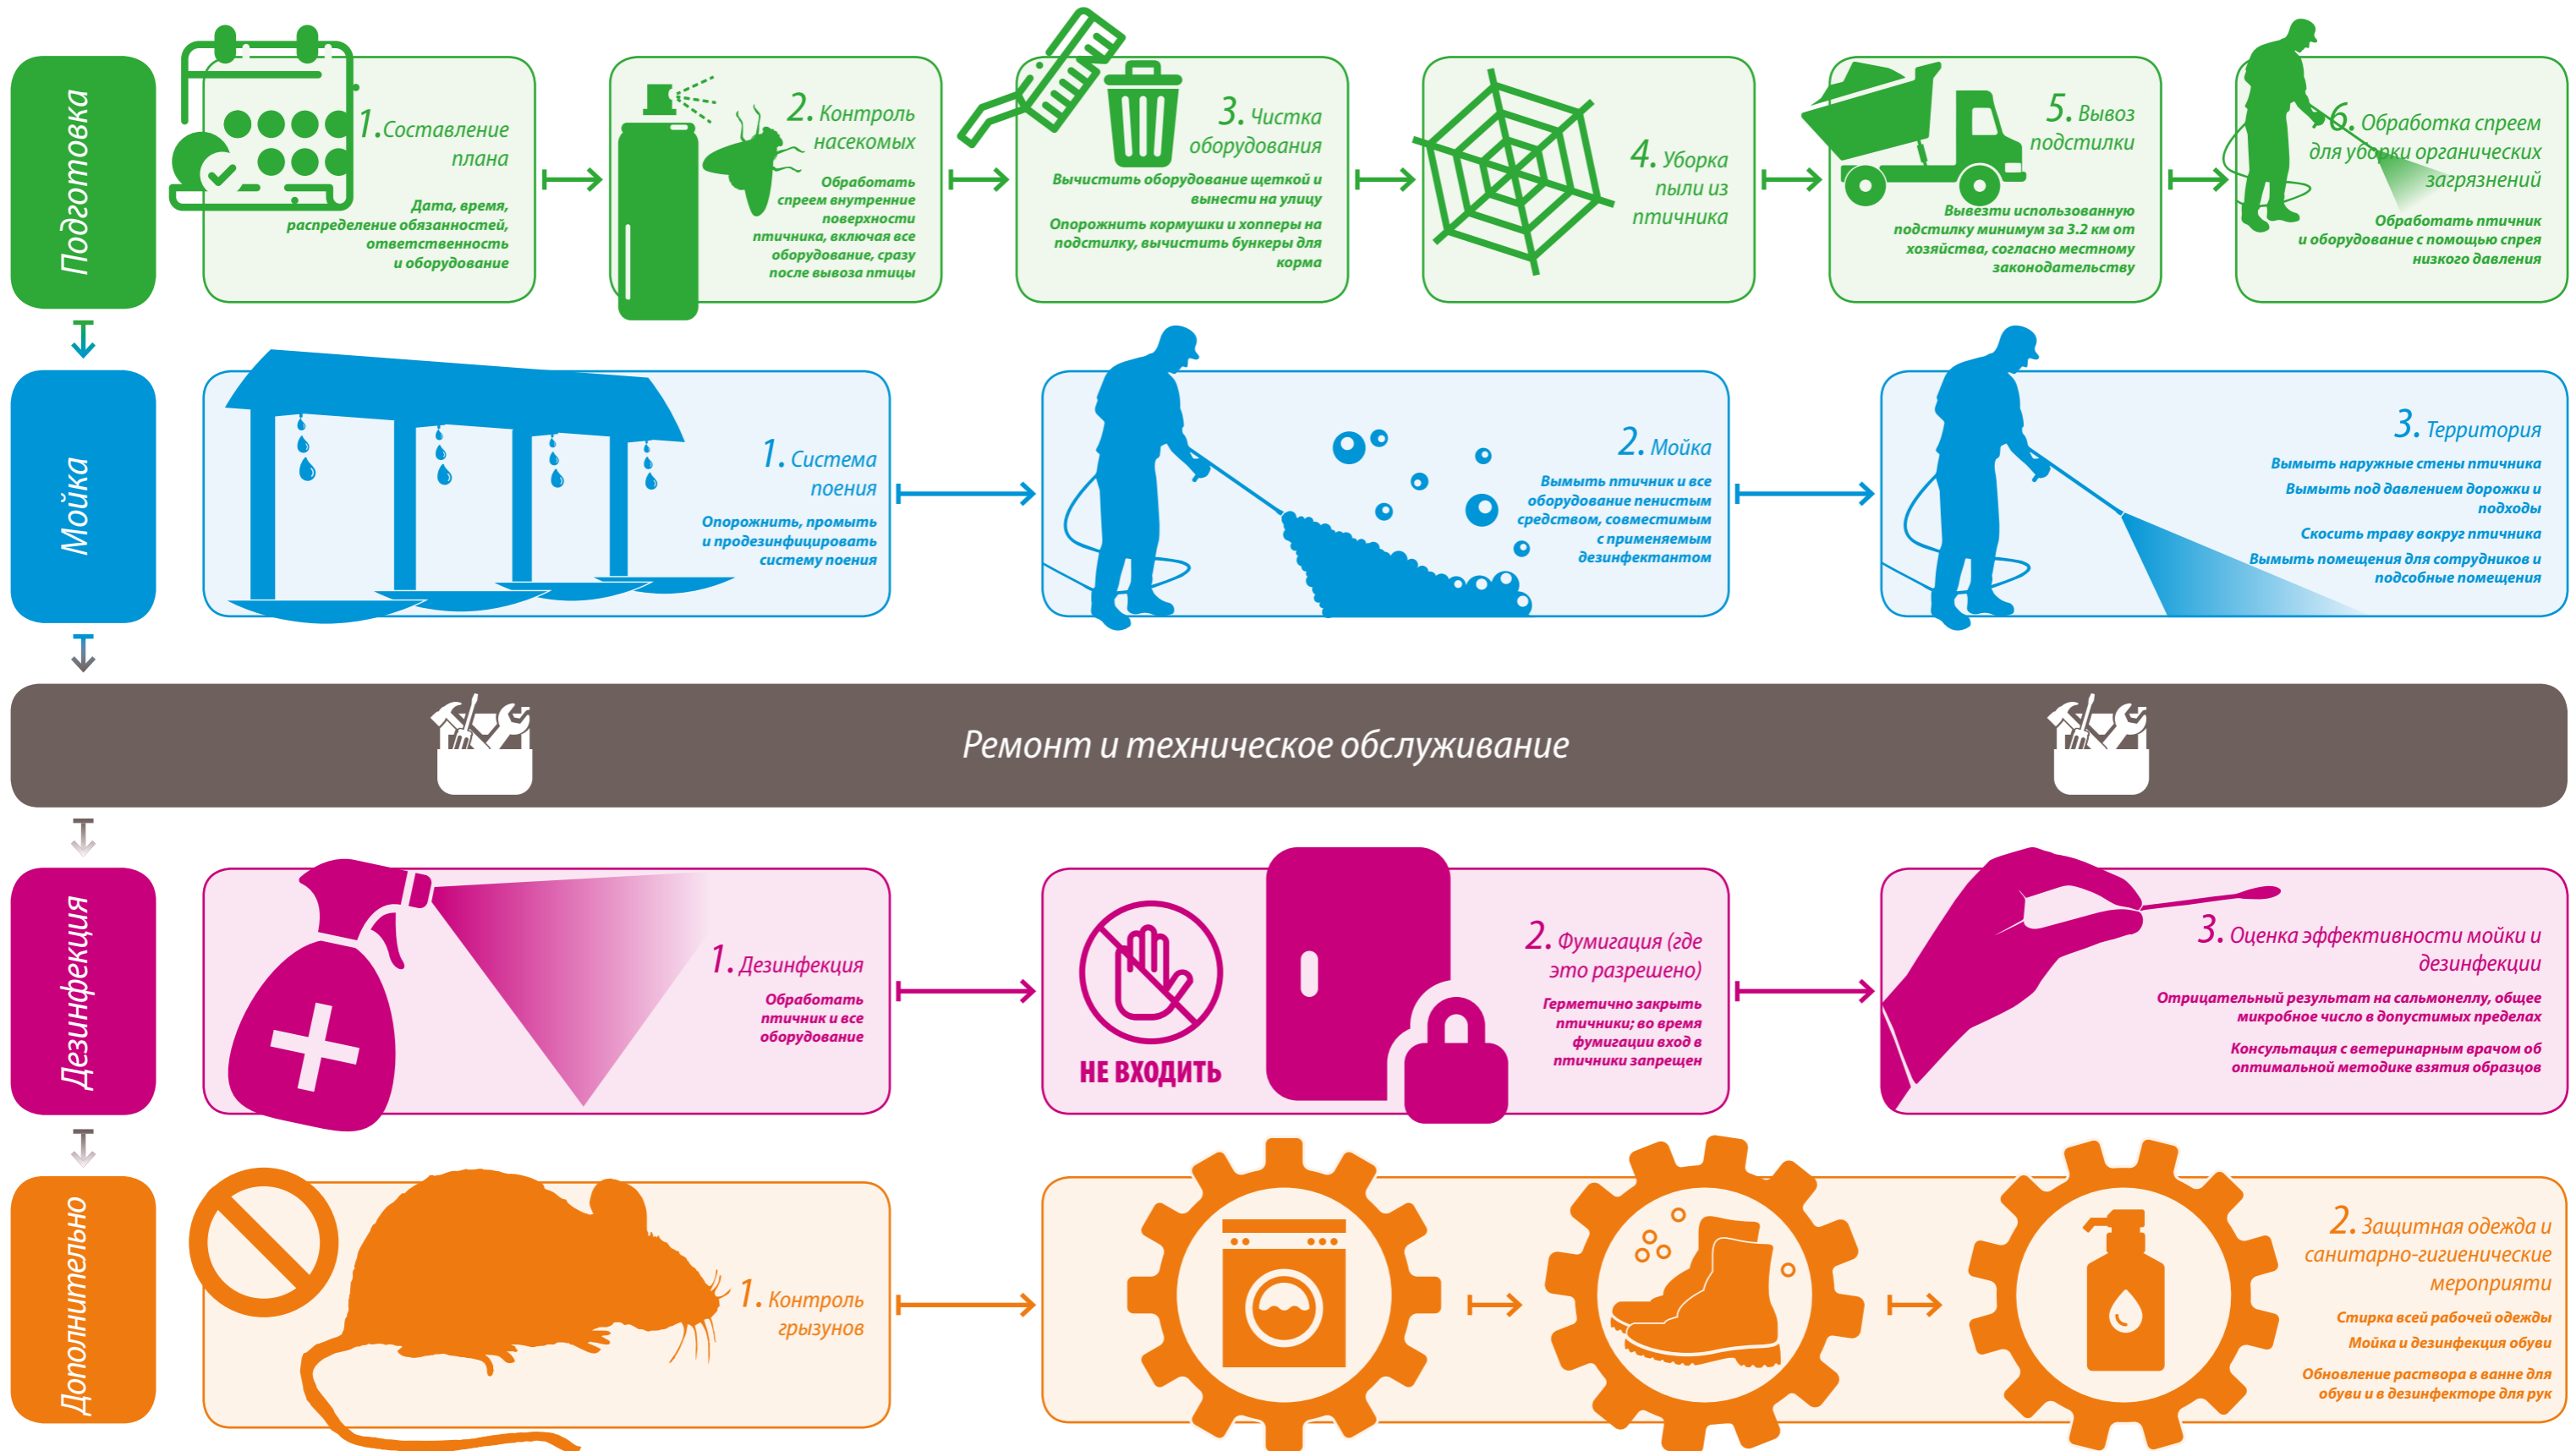 Подготовка
1. Составление
плана
Дата, время,
распределение обязанностей,
ответственность
и оборудование
2. Контроль
насекомых
Обработать
спреем внутренние
поверхности
птичника, включая все
оборудование, сразу
после вывоза птицы
3. Чистка
оборудования
Вычистить оборудование щеткой и
вынести на улицу
Опорожнить кормушки и хопперы на
подстилку, вычистить бункеры для
корма
4. Уборка
пыли из
птичника
5. Вывоз
подстилки
Вывезти использованную
подстилку минимум за 3.2 км от
хозяйства, согласно местному
законодательству
6. Обработка спреем
для уборки органических
загрязнений
Обработать птичник
и оборудование с помощью спрея
низкого давления
Мойка
1. Система
поения
Опорожнить, промыть
и продезинфицировать
систему поения
2. Мойка
Вымыть птичник и все
оборудование пенистым
средством, совместимым
с применяемым
дезинфектантом
3. Территория
Вымыть наружные стены птичника
Вымыть под давлением дорожки и
подходы
Скосить траву вокруг птичника
Вымыть помещения для сотрудников и
подсобные помещения
Ремонт и техническое обслуживание
Дезинфекция
1. Дезинфекция
Обработать
птичник и все
оборудование
НЕ ВХОДИТЬ
2. Фумигация (где
это разрешено)
Герметично закрыть
птичники; во время
фумигации вход в
птичники запрещен
3. Оценка эффективности мойки и
дезинфекции
Отрицательный результат на сальмонеллу, общее
микробное число в допустимых пределах
Консультация с ветеринарным врачом об
оптимальной методике взятия образцов
Дополнительно
1. Контроль
грызунов
2. Защитная одежда и
санитарно-гигиенические
мероприяти
Стирка всей рабочей одежды
Мойка и дезинфекция обуви
Обновление раствора в ванне для
обуви и в дезинфекторе для рук